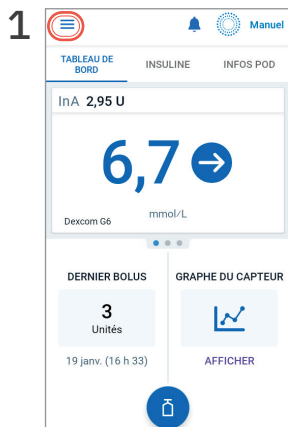 1
Manuel
TABLEAU DE
BORD
INSULINE
INFOS POD
InA 2,95 U
6,7
mmol/L
Dexcom G6
DERNIER BOLUS
GRAPHE DU CAPTEUR
3
Unités
19 janv. (16 h 33)
AFFICHER